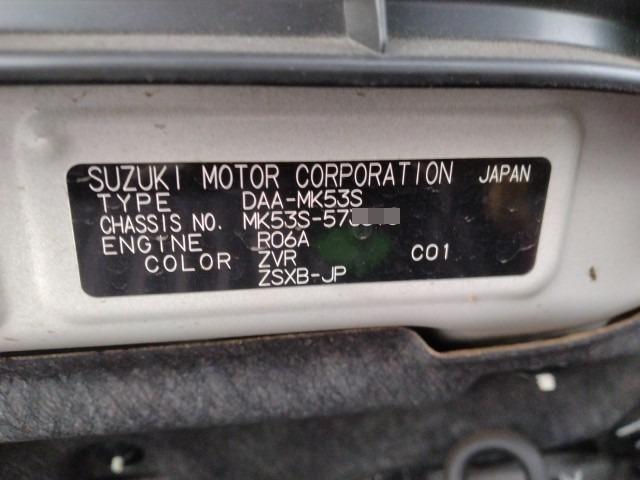 SUZUKI MOTOR CORPORATION JAPAN
TYPE DAA-MK53S
CHASSIS NO. MK53S-57
ENGINE R06A
COLOR ZVR C01
ZSXB-JP